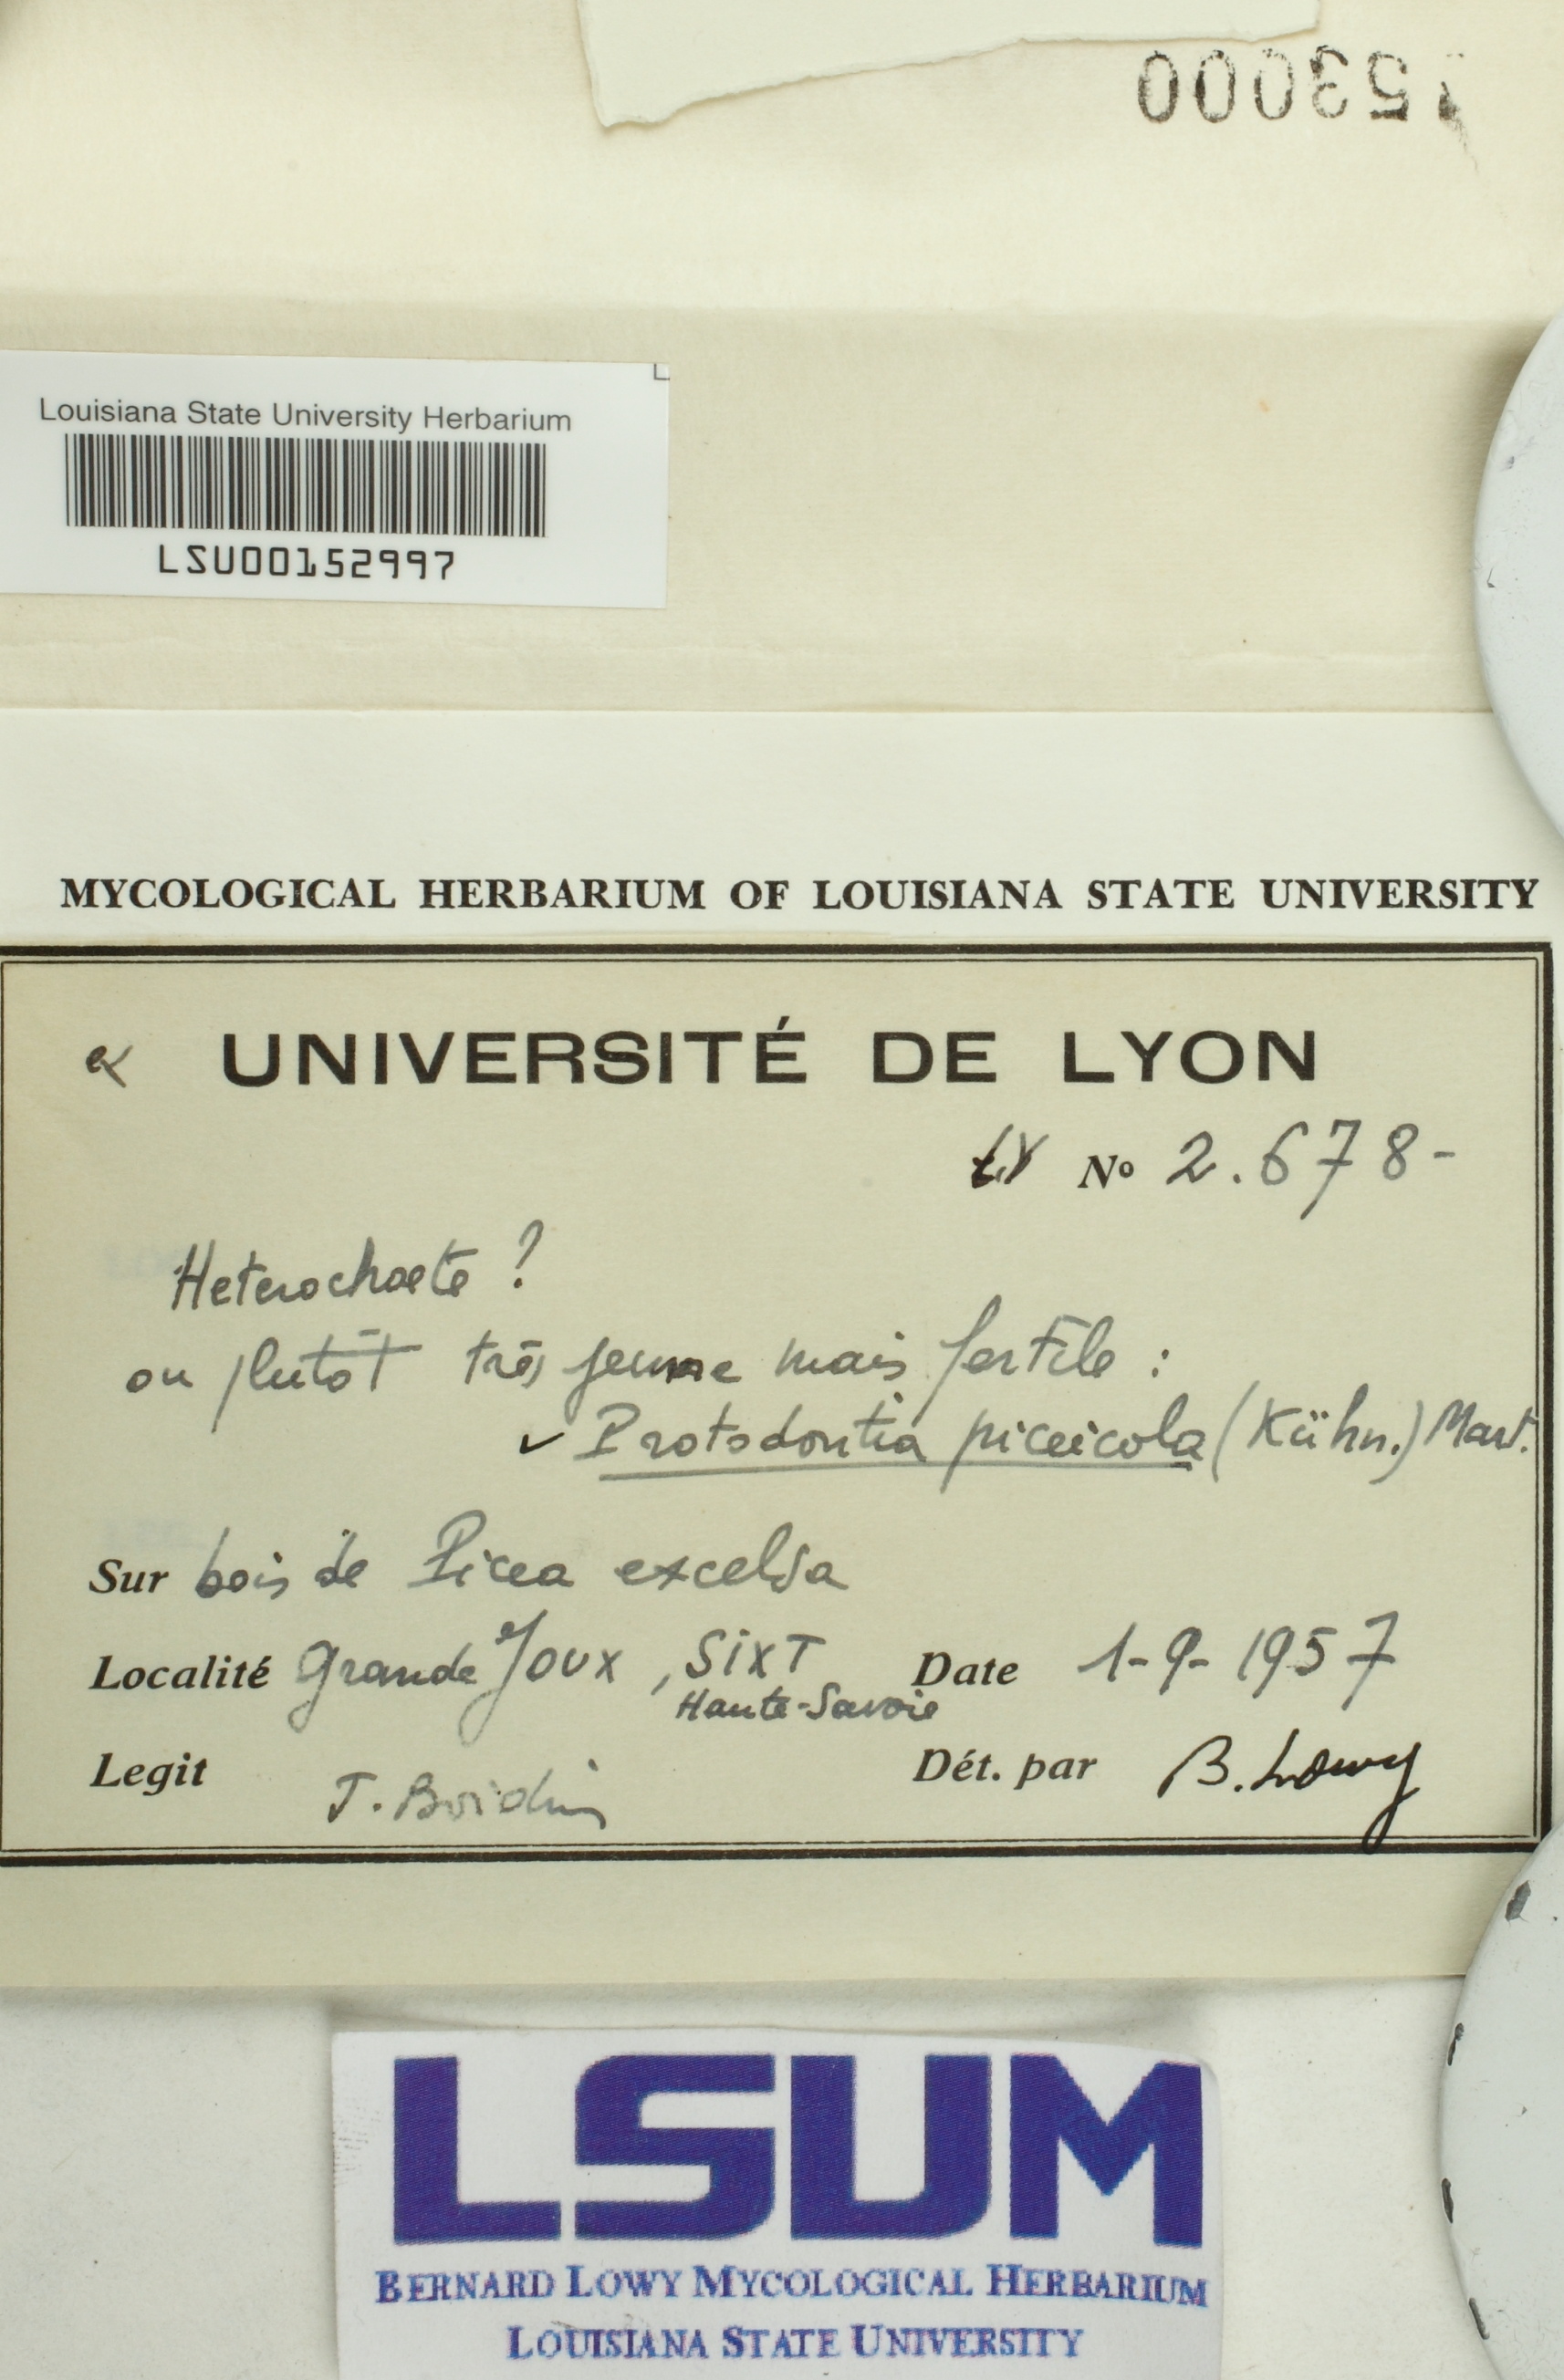 153000
Louisiana State University Herbarium
LSU00152997
MYCOLOGICAL HERBARIUM OF LOUISIANA STATE UNIVERSITY
UNIVERSITÉ DE LYON
LY No 2.678-
Heterochaete ?
ou plutôt très jeune mais fertile :
✓ Protodontia piceicola (Kühn.) Mart.
Sur bois de Picea excelsa
Localité Grande Joux, SixT Date 1-9-1957
Haute-Savoie
Legit J. Boidin Dét. par B. Lowy
LSUM
BERNARD LOWY MYCOLOGICAL HERBARIUM
LOUISIANA STATE UNIVERSITY